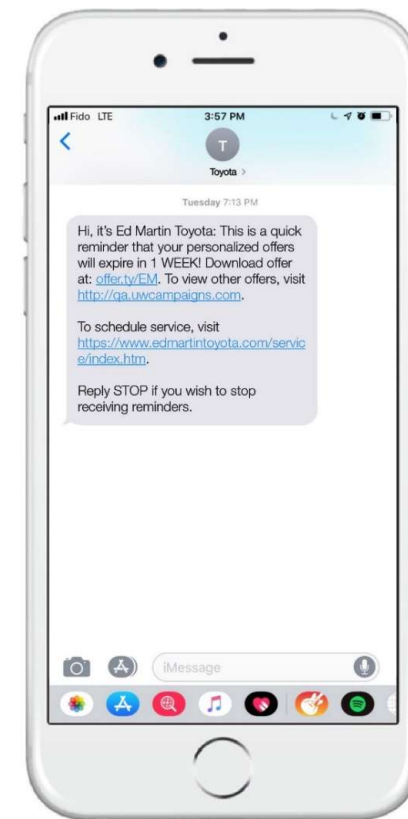 Fido LTE 3:57 PM
T
Toyota >
Tuesday 7:13 PM
Hi, it's Ed Martin Toyota: This is a quick
reminder that your personalized offers
will expire in 1 WEEK! Download offer
at: offer.ty/EM. To view other offers, visit
http://qa.uwcampaigns.com.
To schedule service, visit
https://www.edmartintoyota.com/servic
e/index.htm.
Reply STOP if you wish to stop
receiving reminders.
iMessage